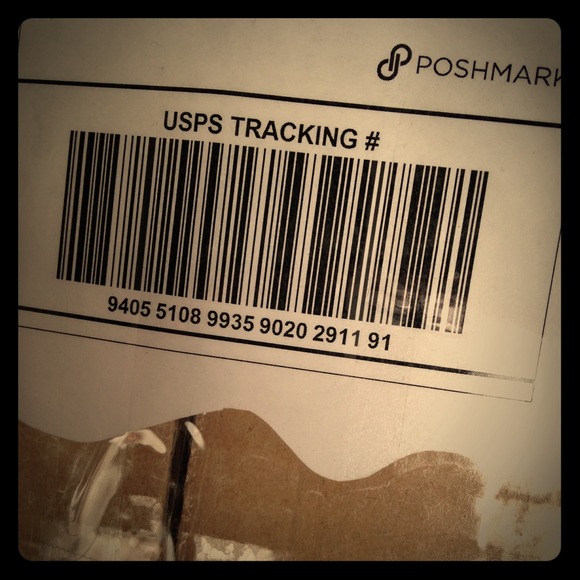 POSHMARK
USPS TRACKING #
9405 5108 9935 9020 2911 91